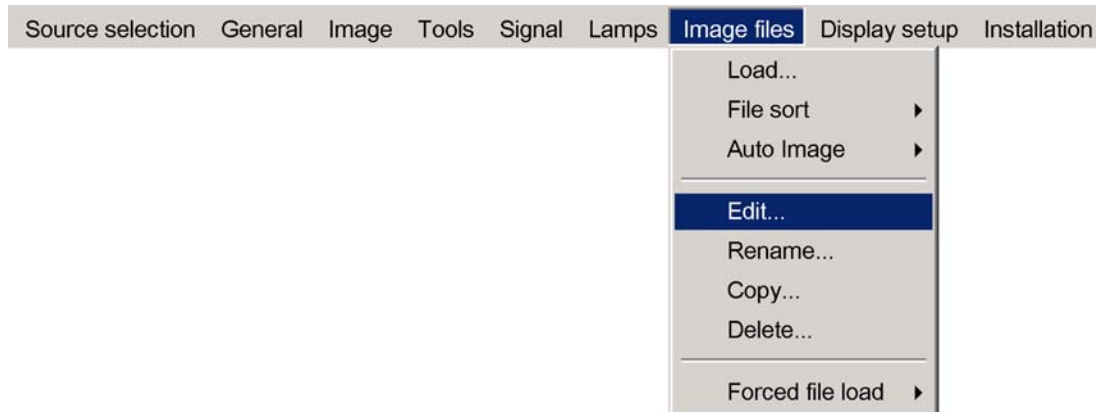 Source selection General Image Tools Signal Lamps Image files Display setup Installation
Load...
File sort
Auto Image
Edit...
Rename...
Copy...
Delete...
Forced file load